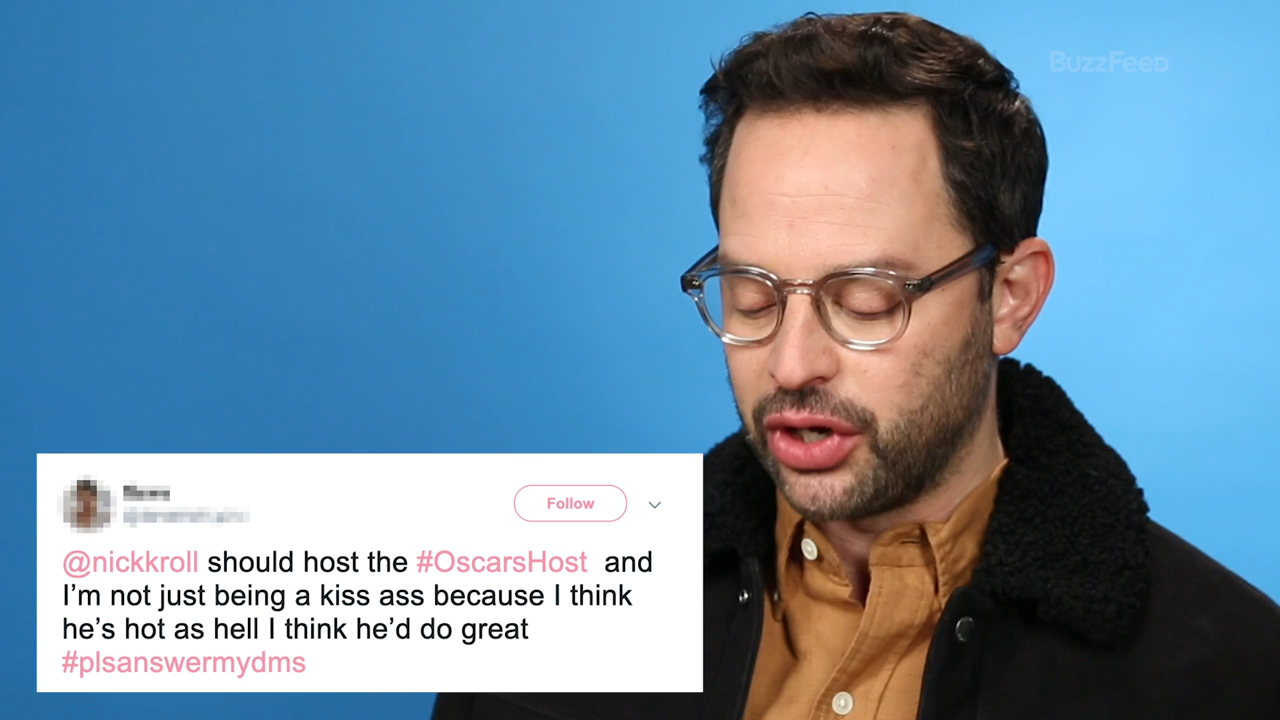 BuzzFeed
Follow
@nickkroll should host the #OscarsHost and
I'm not just being a kiss ass because I think
he's hot as hell I think he'd do great
#plsanswermydms